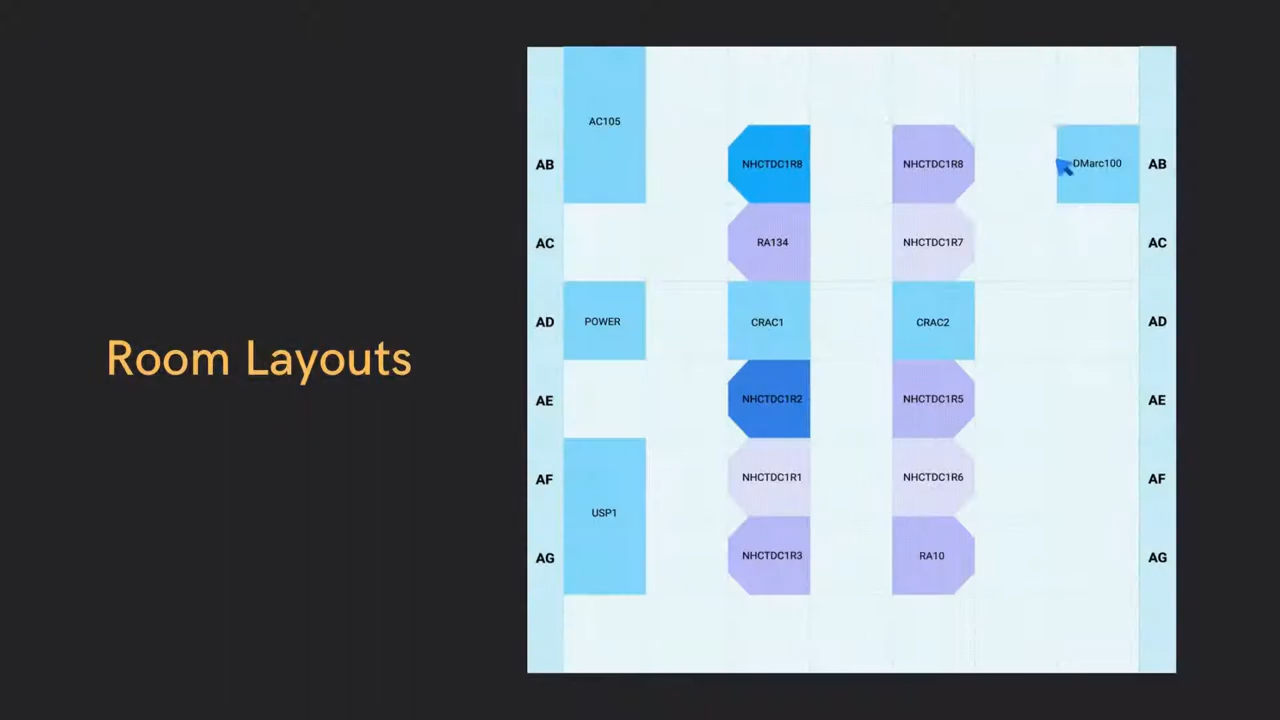 Room Layouts
AC105
AB
NHCTDC1R8
NHCTDC1R8
DMarc100
AB
AC
RA134
NHCTDC1R7
AC
AD
POWER
CRAC1
CRAC2
AD
AE
NHCTDC1R2
NHCTDC1R5
AE
AF
NHCTDC1R1
NHCTDC1R6
AF
USP1
AG
NHCTDC1R3
RA10
AG